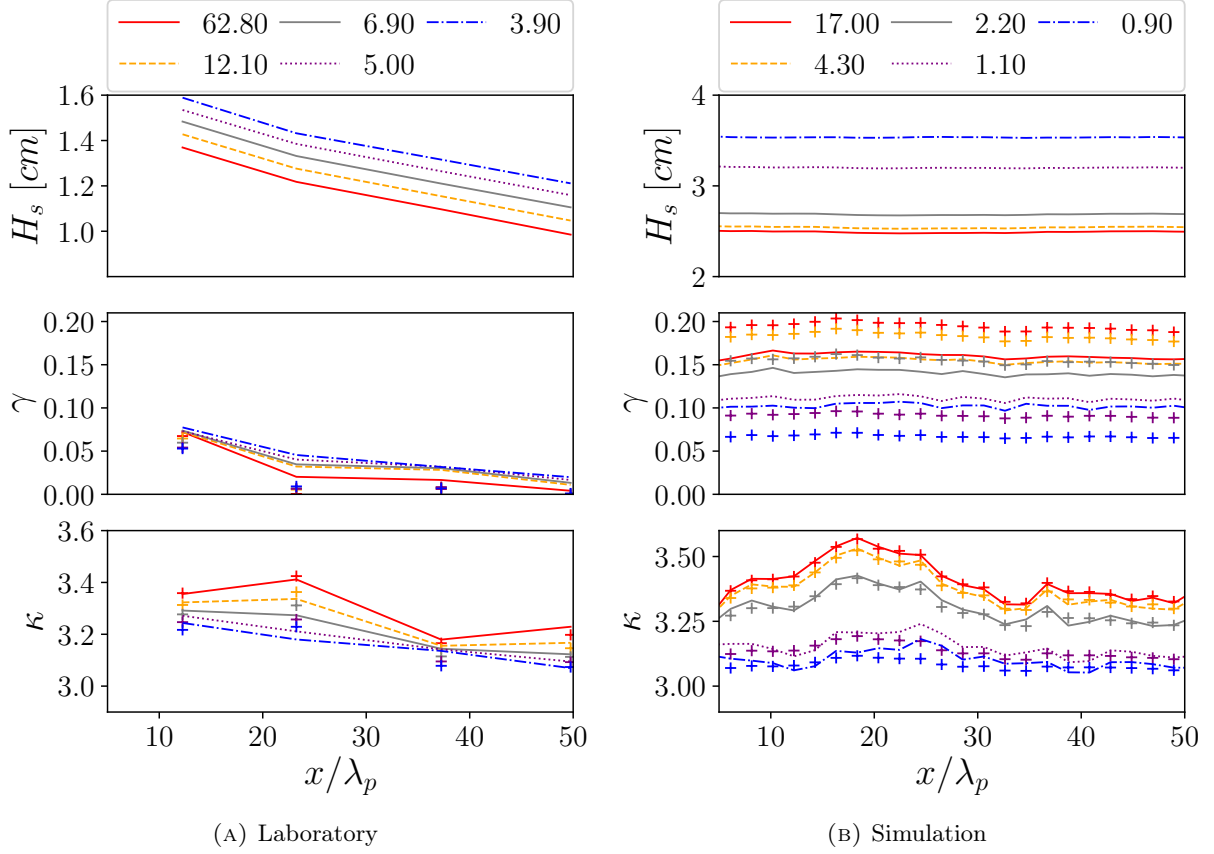 62.80 6.90 3.90
12.10 5.00
1.6
1.4
1.2
1.0
H_s [cm]
0.20
0.15
0.10
0.05
0.00
γ
3.6
3.4
3.2
3.0
κ
10 20 30 40 50
x/λ_p
(A) Laboratory
17.00 2.20 0.90
4.30 1.10
4
3
2
H_s [cm]
0.20
0.15
0.10
0.05
0.00
γ
3.50
3.25
3.00
κ
10 20 30 40 50
x/λ_p
(B) Simulation